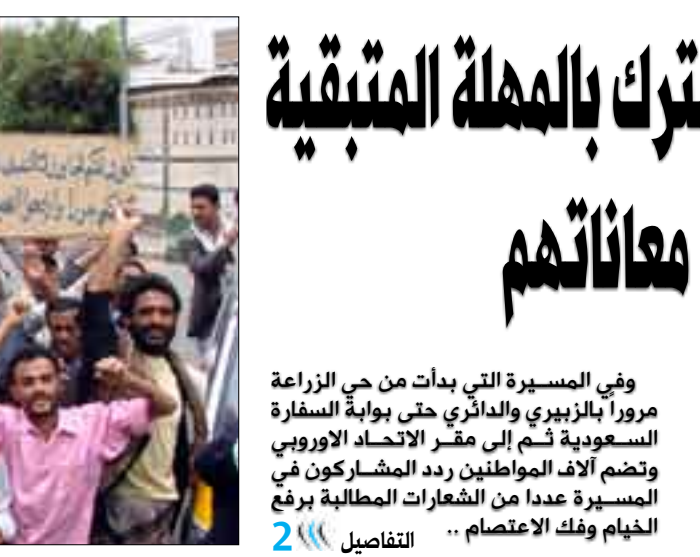 ترك بالمهلة المتبقية
معاناتهم
وفي المسيرة التي بدأت من حي الزراعة
مروراً بالزبيري والدائري حتى بوابة السفارة
السعودية ثم إلى مقر الاتحاد الاوروبي
وتضم آلاف المواطنين ردد المشاركون في
المسيرة عددا من الشعارات المطالبة برفع
الخيام وفك الاعتصام ..
التفاصيل 2